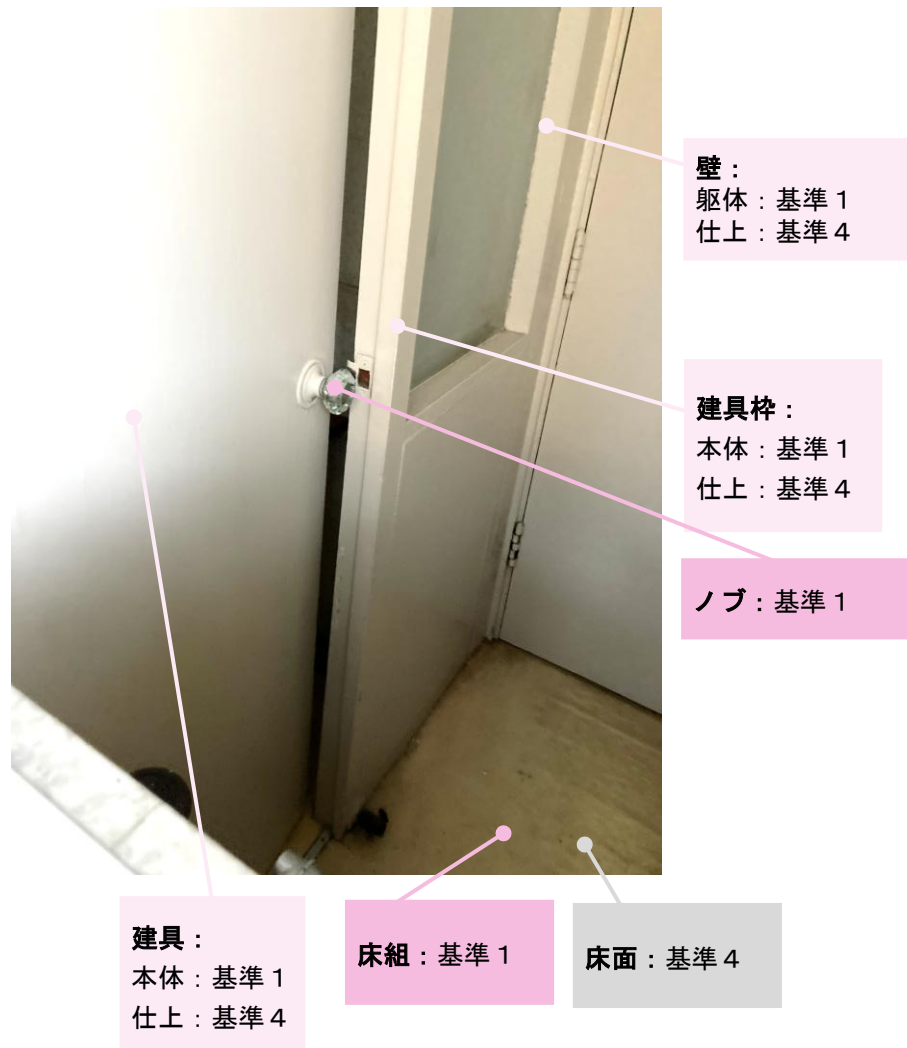 壁：
躯体：基準１
仕上：基準４
建具枠：
本体：基準１
仕上：基準４
ノブ：基準１
建具：
本体：基準１
仕上：基準４
床組：基準１
床面：基準４